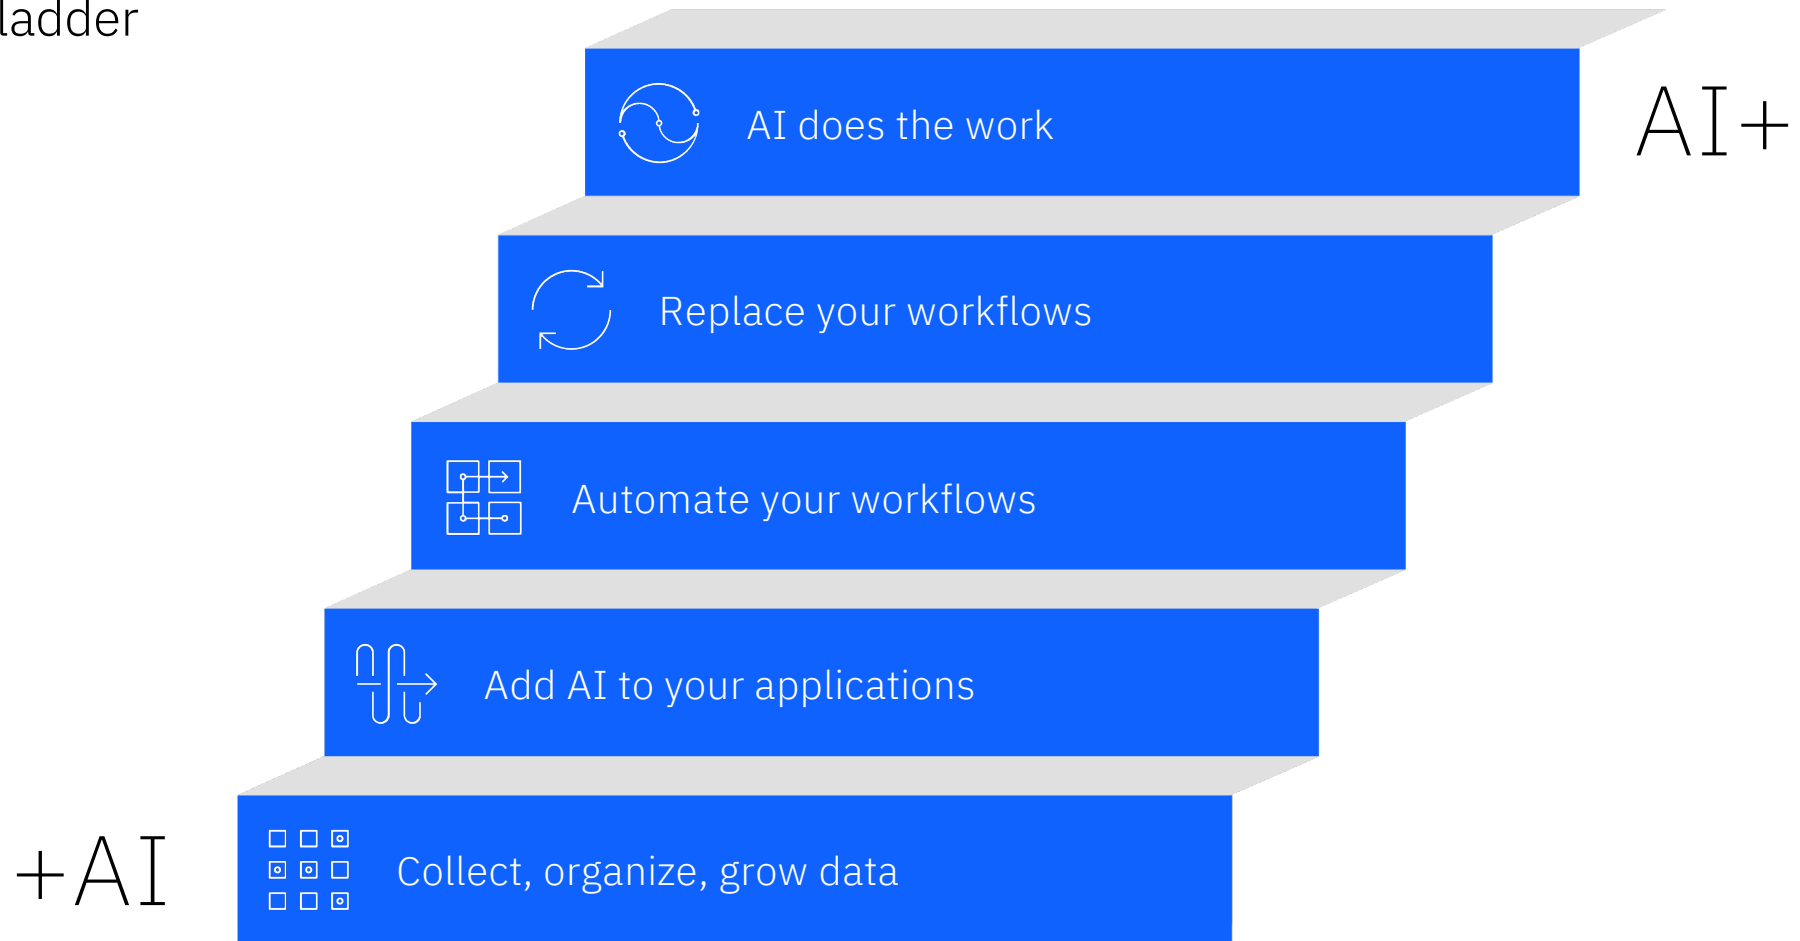 ladder
AI does the work
AI+
Replace your workflows
Automate your workflows
Add AI to your applications
+AI
Collect, organize, grow data